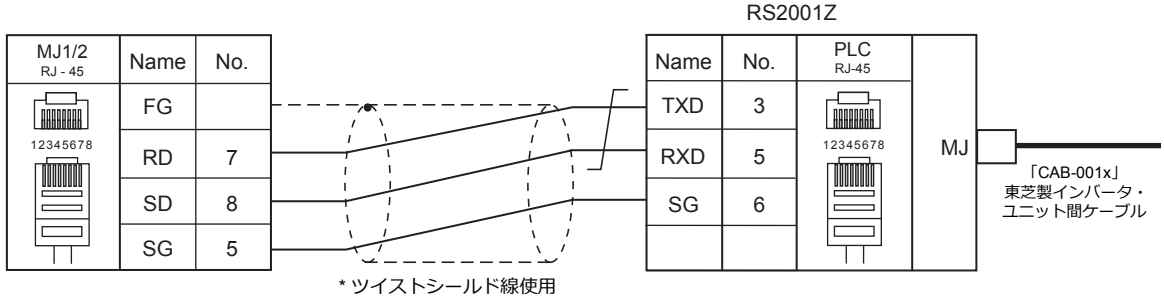 RS2001Z
MJ1/2
RJ - 45
Name
No.
FG
RD
7
SD
8
SG
5
12345678
* ツイストシールド線使用
Name
No.
PLC
RJ-45
TXD
3
RXD
5
SG
6
12345678
MJ
「CAB-001x」
東芝製インバータ・
ユニット間ケーブル